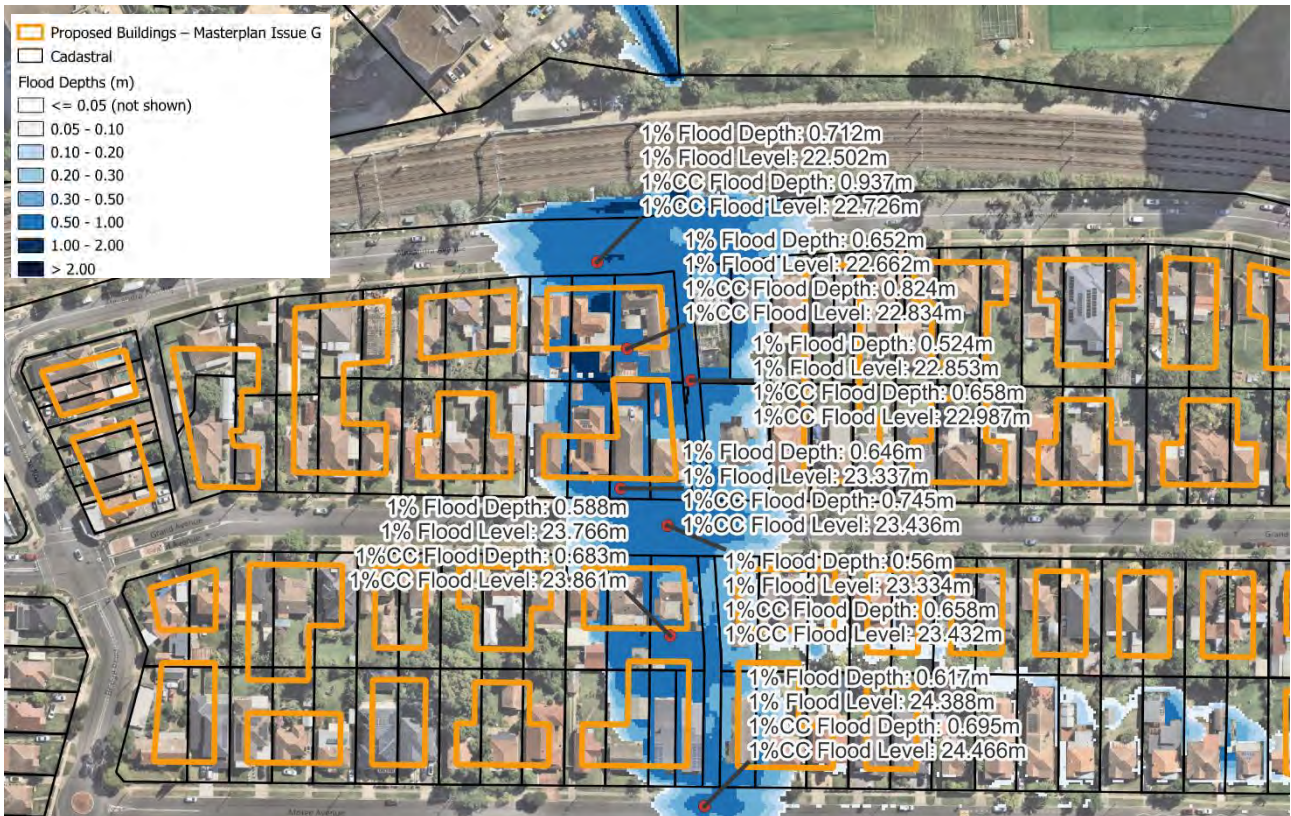 Proposed Buildings – Masterplan Issue G
Cadastral
Flood Depths (m)
<= 0.05 (not shown)
0.05 - 0.10
0.10 - 0.20
0.20 - 0.30
0.30 - 0.50
0.50 - 1.00
1.00 - 2.00
> 2.00
1% Flood Depth: 0.712m
1% Flood Level: 22.502m
1%CC Flood Depth: 0.937m
1%CC Flood Level: 22.726m
1% Flood Depth: 0.652m
1% Flood Level: 22.662m
1%CC Flood Depth: 0.824m
1%CC Flood Level: 22.834m
1% Flood Depth: 0.524m
1% Flood Level: 22.853m
1%CC Flood Depth: 0.658m
1%CC Flood Level: 22.987m
1% Flood Depth: 0.646m
1% Flood Level: 23.337m
1%CC Flood Depth: 0.745m
1%CC Flood Level: 23.436m
1% Flood Depth: 0.588m
1% Flood Level: 23.766m
1%CC Flood Depth: 0.683m
1%CC Flood Level: 23.861m
1% Flood Depth: 0.56m
1% Flood Level: 23.334m
1%CC Flood Depth: 0.658m
1%CC Flood Level: 23.432m
1% Flood Depth: 0.617m
1% Flood Level: 24.388m
1%CC Flood Depth: 0.695m
1%CC Flood Level: 24.466m
Grand Avenue
Grand